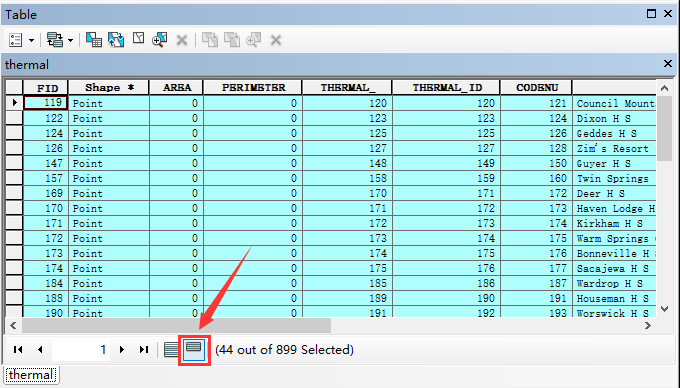 Table
thermal
FID Shape * AREA PERIMETER THERMAL_ THERMAL_ID CODENU
119 Point 0 0 120 120 121 Council Mount
122 Point 0 0 123 123 124 Dixon H S
124 Point 0 0 125 125 126 Geddes H S
126 Point 0 0 127 127 128 Zim's Resort
147 Point 0 0 148 149 150 Guyer H S
157 Point 0 0 158 159 160 Twin Springs
169 Point 0 0 170 171 172 Deer H S
170 Point 0 0 171 172 173 Haven Lodge H
171 Point 0 0 172 173 174 Kirkham H S
172 Point 0 0 173 174 175 Warm Springs
173 Point 0 0 174 175 176 Bonneville H S
174 Point 0 0 175 176 177 Sacajewa H S
184 Point 0 0 185 186 187 Wardrop H S
188 Point 0 0 189 190 191 Houseman H S
190 Point 0 0 191 192 193 Worswick H S
1 (44 out of 899 Selected)
thermal